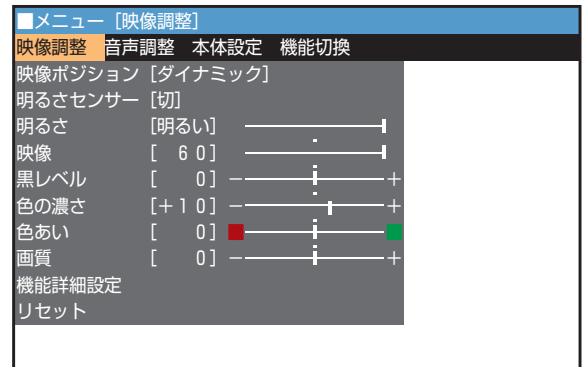 ■メニュー [映像調整]
映像調整 音声調整 本体設定 機能切換
映像ポジション [ダイナミック]
明るさセンサー [切]
明るさ [明るい]
映像 [ 60]
黒レベル [ 0] − +
色の濃さ [+10] − +
色あい [ 0]
画質 [ 0] − +
機能詳細設定
リセット